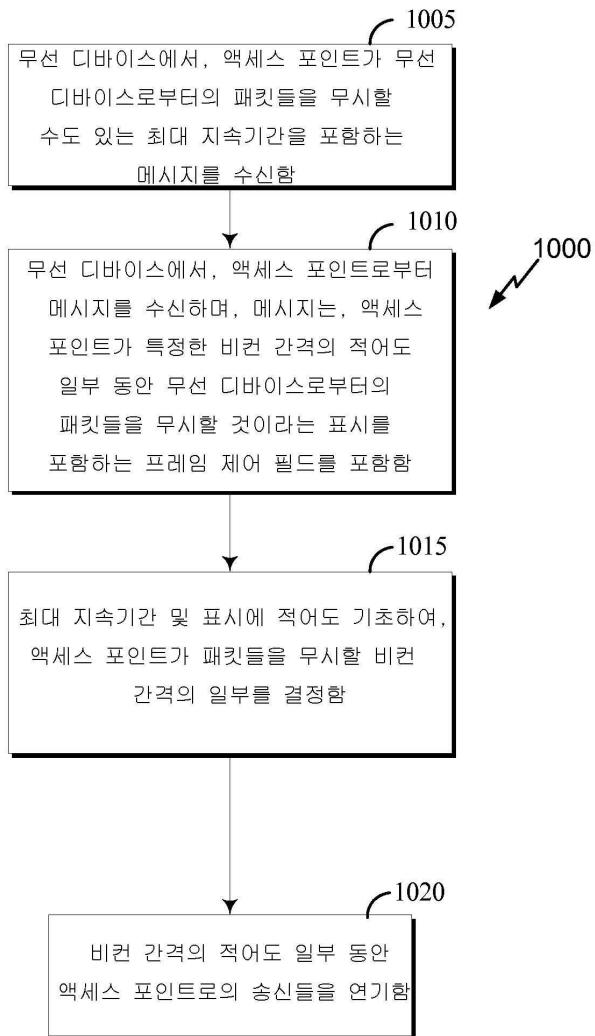 1005
무선 디바이스에서, 액세스 포인트가 무선
디바이스로부터의 패킷들을 무시할
수도 있는 최대 지속기간을 포함하는
메시지를 수신함
1010
1000
무선 디바이스에서, 액세스 포인트로부터
메시지를 수신하며, 메시지는, 액세스
포인트가 특정한 비컨 간격의 적어도
일부 동안 무선 디바이스로부터의
패킷들을 무시할 것이라는 표시를
포함하는 프레임 제어 필드를 포함함
1015
최대 지속기간 및 표시에 적어도 기초하여,
액세스 포인트가 패킷들을 무시할 비컨
간격의 일부를 결정함
1020
비컨 간격의 적어도 일부 동안
액세스 포인트로의 송신들을 연기함